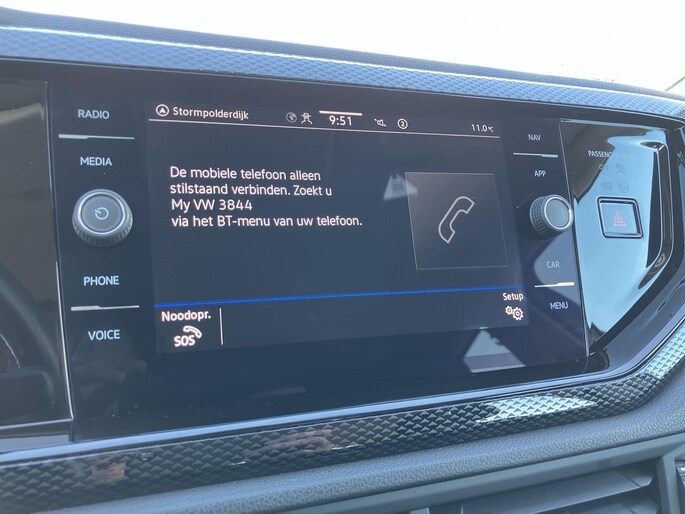 RADIO
MEDIA
PHONE
VOICE
Stormpolderdijk
9:51
2
11.0 °C
De mobiele telefoon alleen
stilstaand verbinden. Zoekt u
My VW 3844
via het BT-menu van uw telefoon.
Noodopr.
SOS
Setup
NAV
APP
CAR
MENU